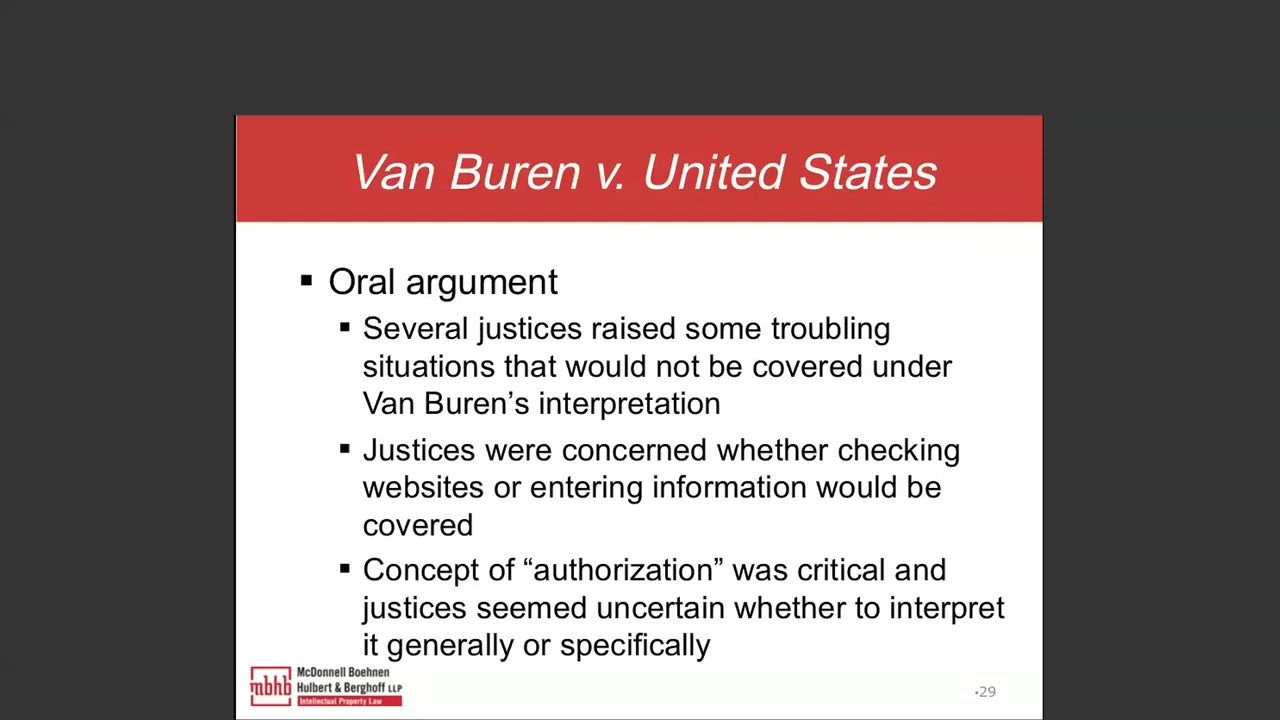 Van Buren v. United States
▪ Oral argument
▪ Several justices raised some troubling
situations that would not be covered under
Van Buren’s interpretation
▪ Justices were concerned whether checking
websites or entering information would be
covered
▪ Concept of “authorization” was critical and
justices seemed uncertain whether to interpret
it generally or specifically
mbhb
McDonnell Boehnen
Hulbert & Berghoff LLP
Intellectual Property Law
•29